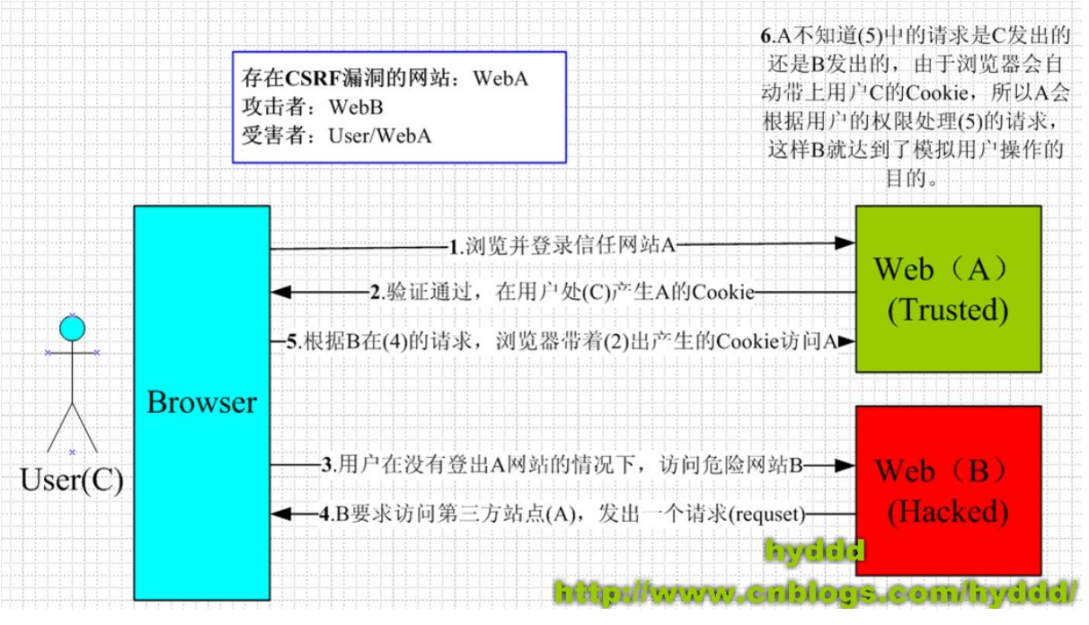 6.A不知道(5)中的请求是C发出的
还是B发出的，由于浏览器会自
动带上用户C的Cookie，所以A会
根据用户的权限处理(5)的请求，
这样B就达到了模拟用户操作的
目的。
存在CSRF漏洞的网站：WebA
攻击者：WebB
受害者：User/WebA
1.浏览并登录信任网站A
2.验证通过，在用户处(C)产生A的Cookie
5.根据B在(4)的请求，浏览器带着(2)出产生的Cookie访问A
Web（A）
(Trusted)
Browser
User(C)
3.用户在没有登出A网站的情况下，访问危险网站B
4.B要求访问第三方站点(A)，发出一个请求(requset)
Web（B）
(Hacked)
hyddd
http://www.cnblogs.com/hyddd/